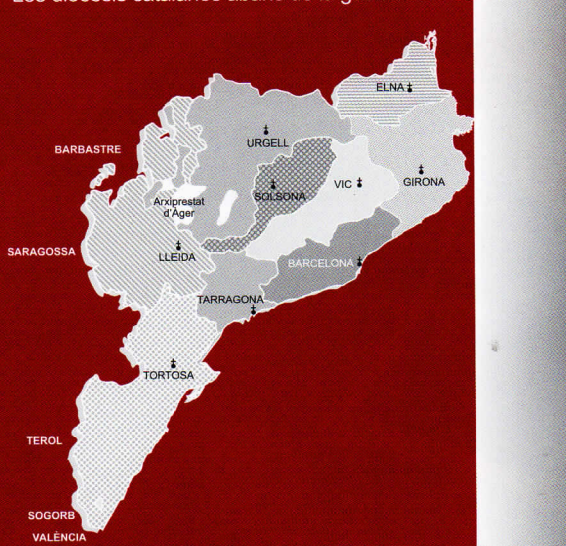 Les diòcesis catalanes abans de la g
ELNA
URGELL
BARBASTRE
SOLSONA
VIC
GIRONA
Arxiprestat
d'Àger
SARAGOSSA
LLEIDA
BARCELONA
TARRAGONA
TORTOSA
TEROL
SOGORB
VALÈNCIA